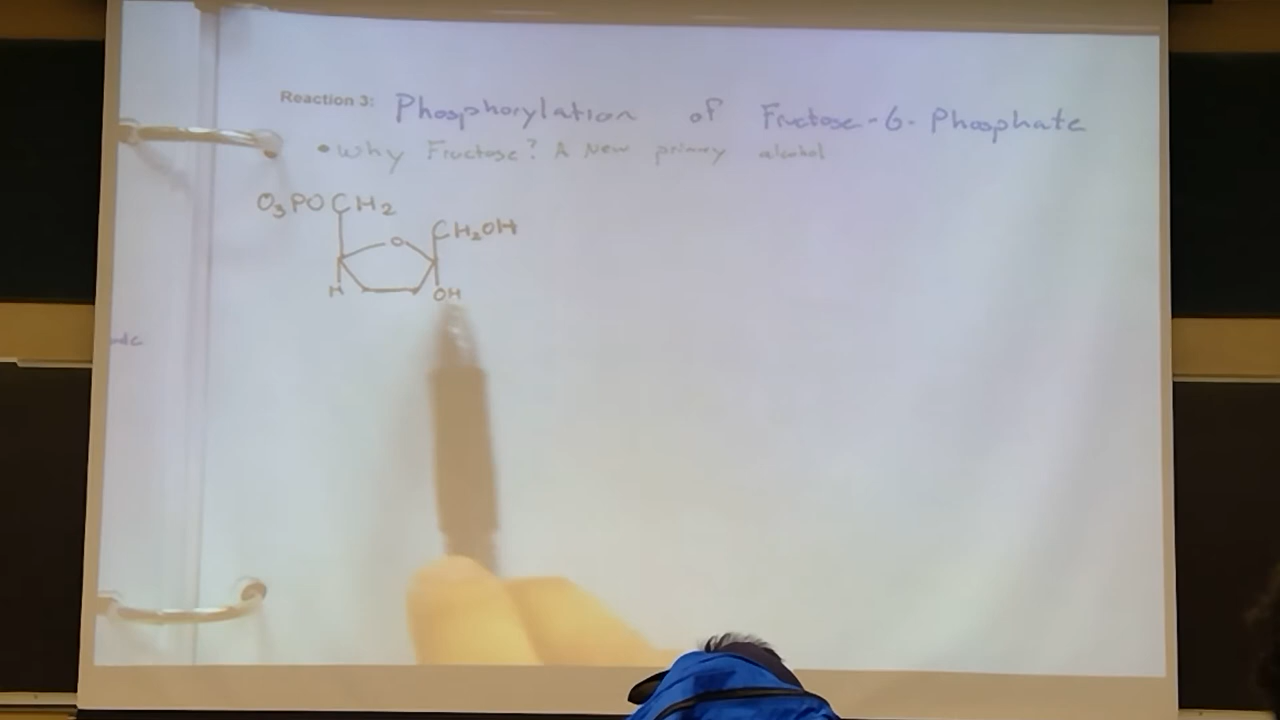 Reaction 3: Phosphorylation of Fructose-6-Phosphate
• Why Fructose? A New primary alcohol
O3POCH2
CH2OH
O
H OH